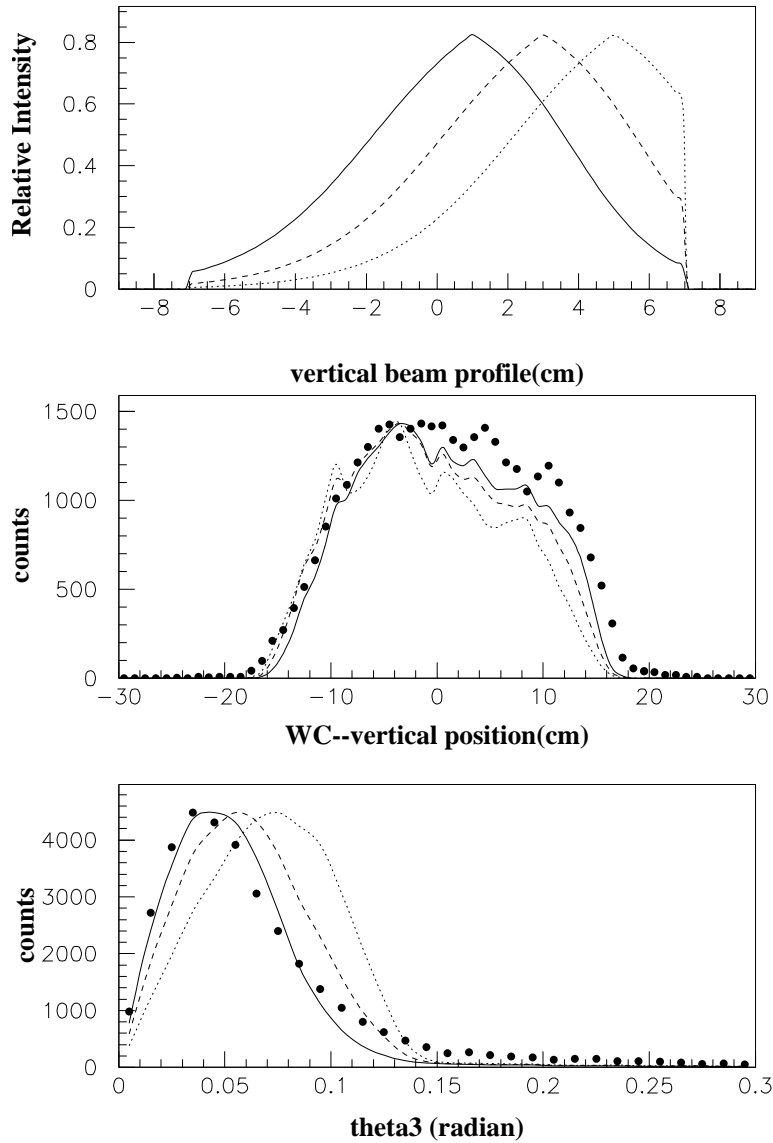 Relative Intensity
0.8
0.6
0.4
0.2
0
−8 −6 −4 −2 0 2 4 6 8
vertical beam profile(cm)
counts
1500
1000
500
0
−30 −20 −10 0 10 20 30
WC--vertical position(cm)
counts
4000
3000
2000
1000
0
0 0.05 0.1 0.15 0.2 0.25 0.3
theta3 (radian)